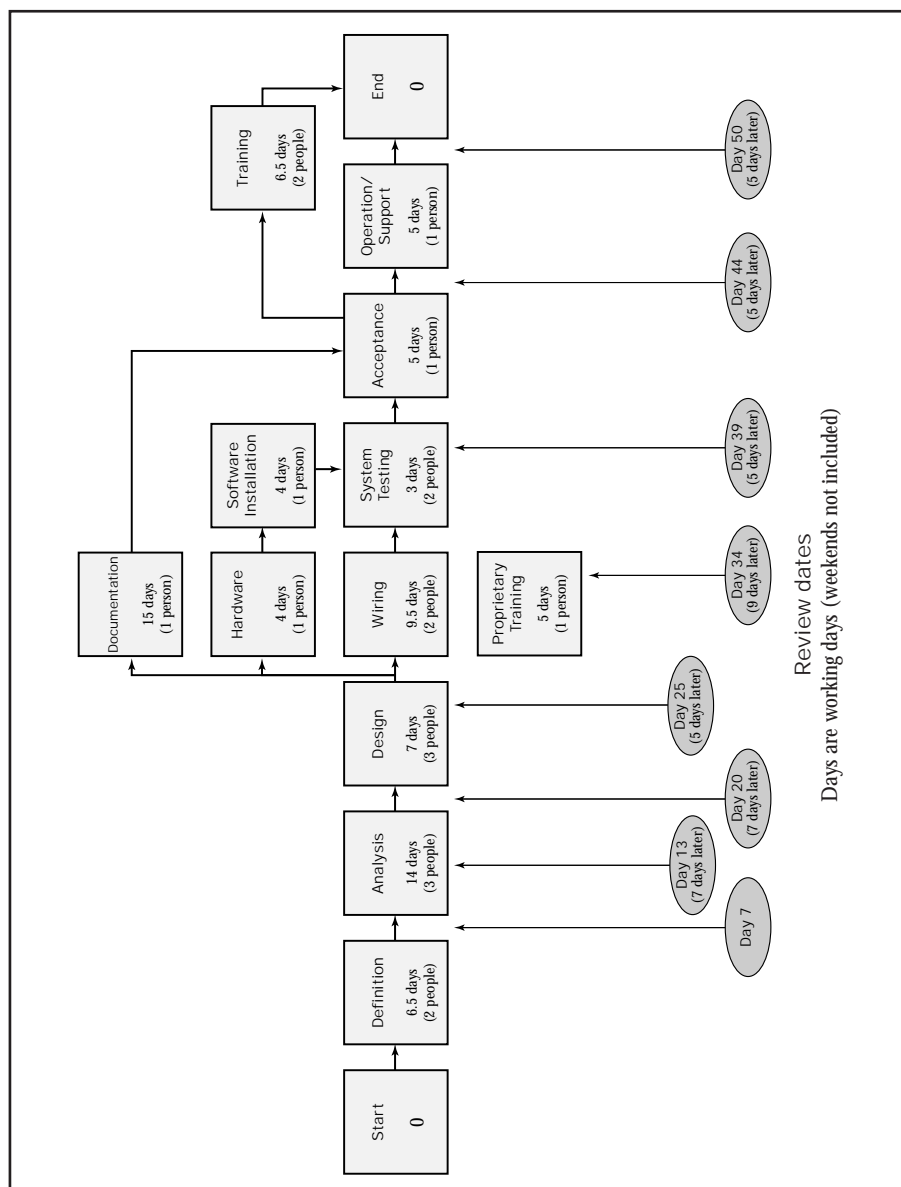 Start
0
Definition
6.5 days
(2 people)
Analysis
14 days
(3 people)
Design
7 days
(3 people)
Documentation
15 days
(1 person)
Hardware
4 days
(1 person)
Wiring
9.5 days
(2 people)
Proprietary
Training
5 days
(1 person)
Software
Installation
4 days
(1 person)
System
Testing
3 days
(2 people)
Acceptance
5 days
(1 person)
Training
6.5 days
(2 people)
Operation/
Support
5 days
(1 person)
End
0
Day 7
Day 13
(7 days later)
Day 20
(7 days later)
Day 25
(5 days later)
Day 34
(9 days later)
Day 39
(5 days later)
Day 44
(5 days later)
Day 50
(5 days later)
Review dates
Days are working days (weekends not included)